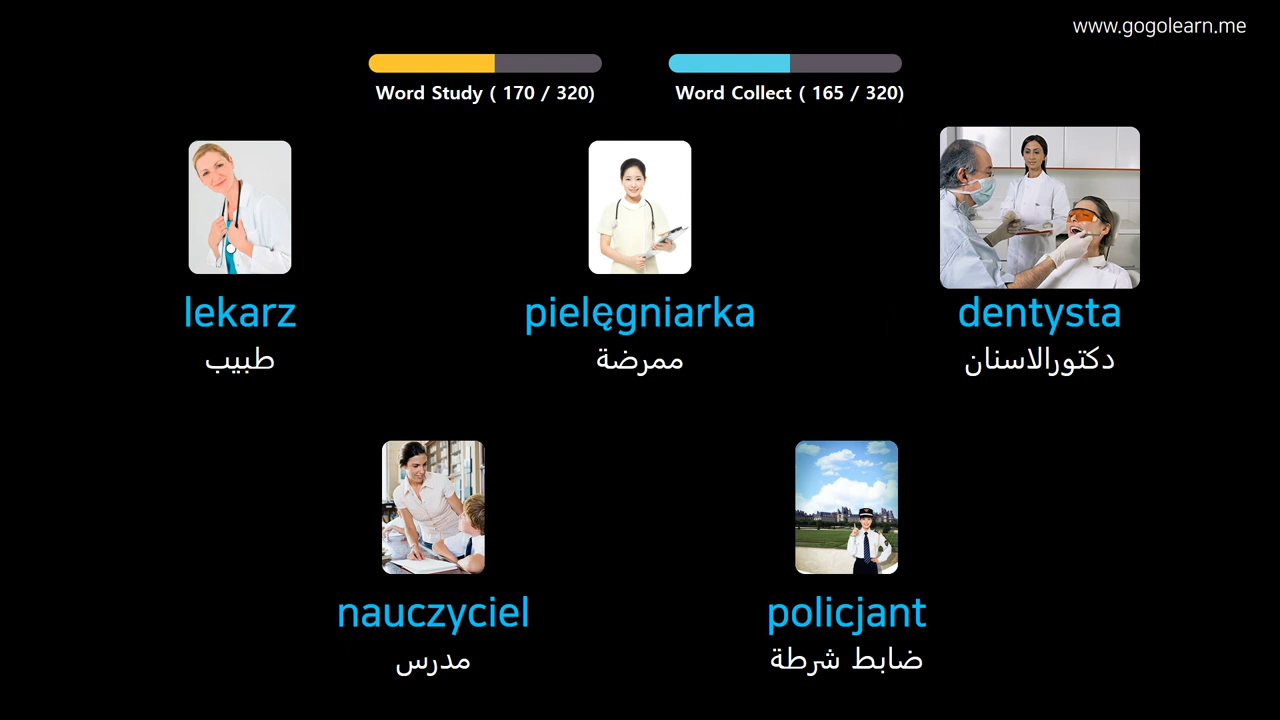 www.gogolearn.me
Word Study ( 170 / 320)
Word Collect ( 165 / 320)
lekarz
طبيب
pielęgniarka
ممرضة
dentysta
دكتورالاسنان
nauczyciel
مدرس
policjant
ضابط شرطة